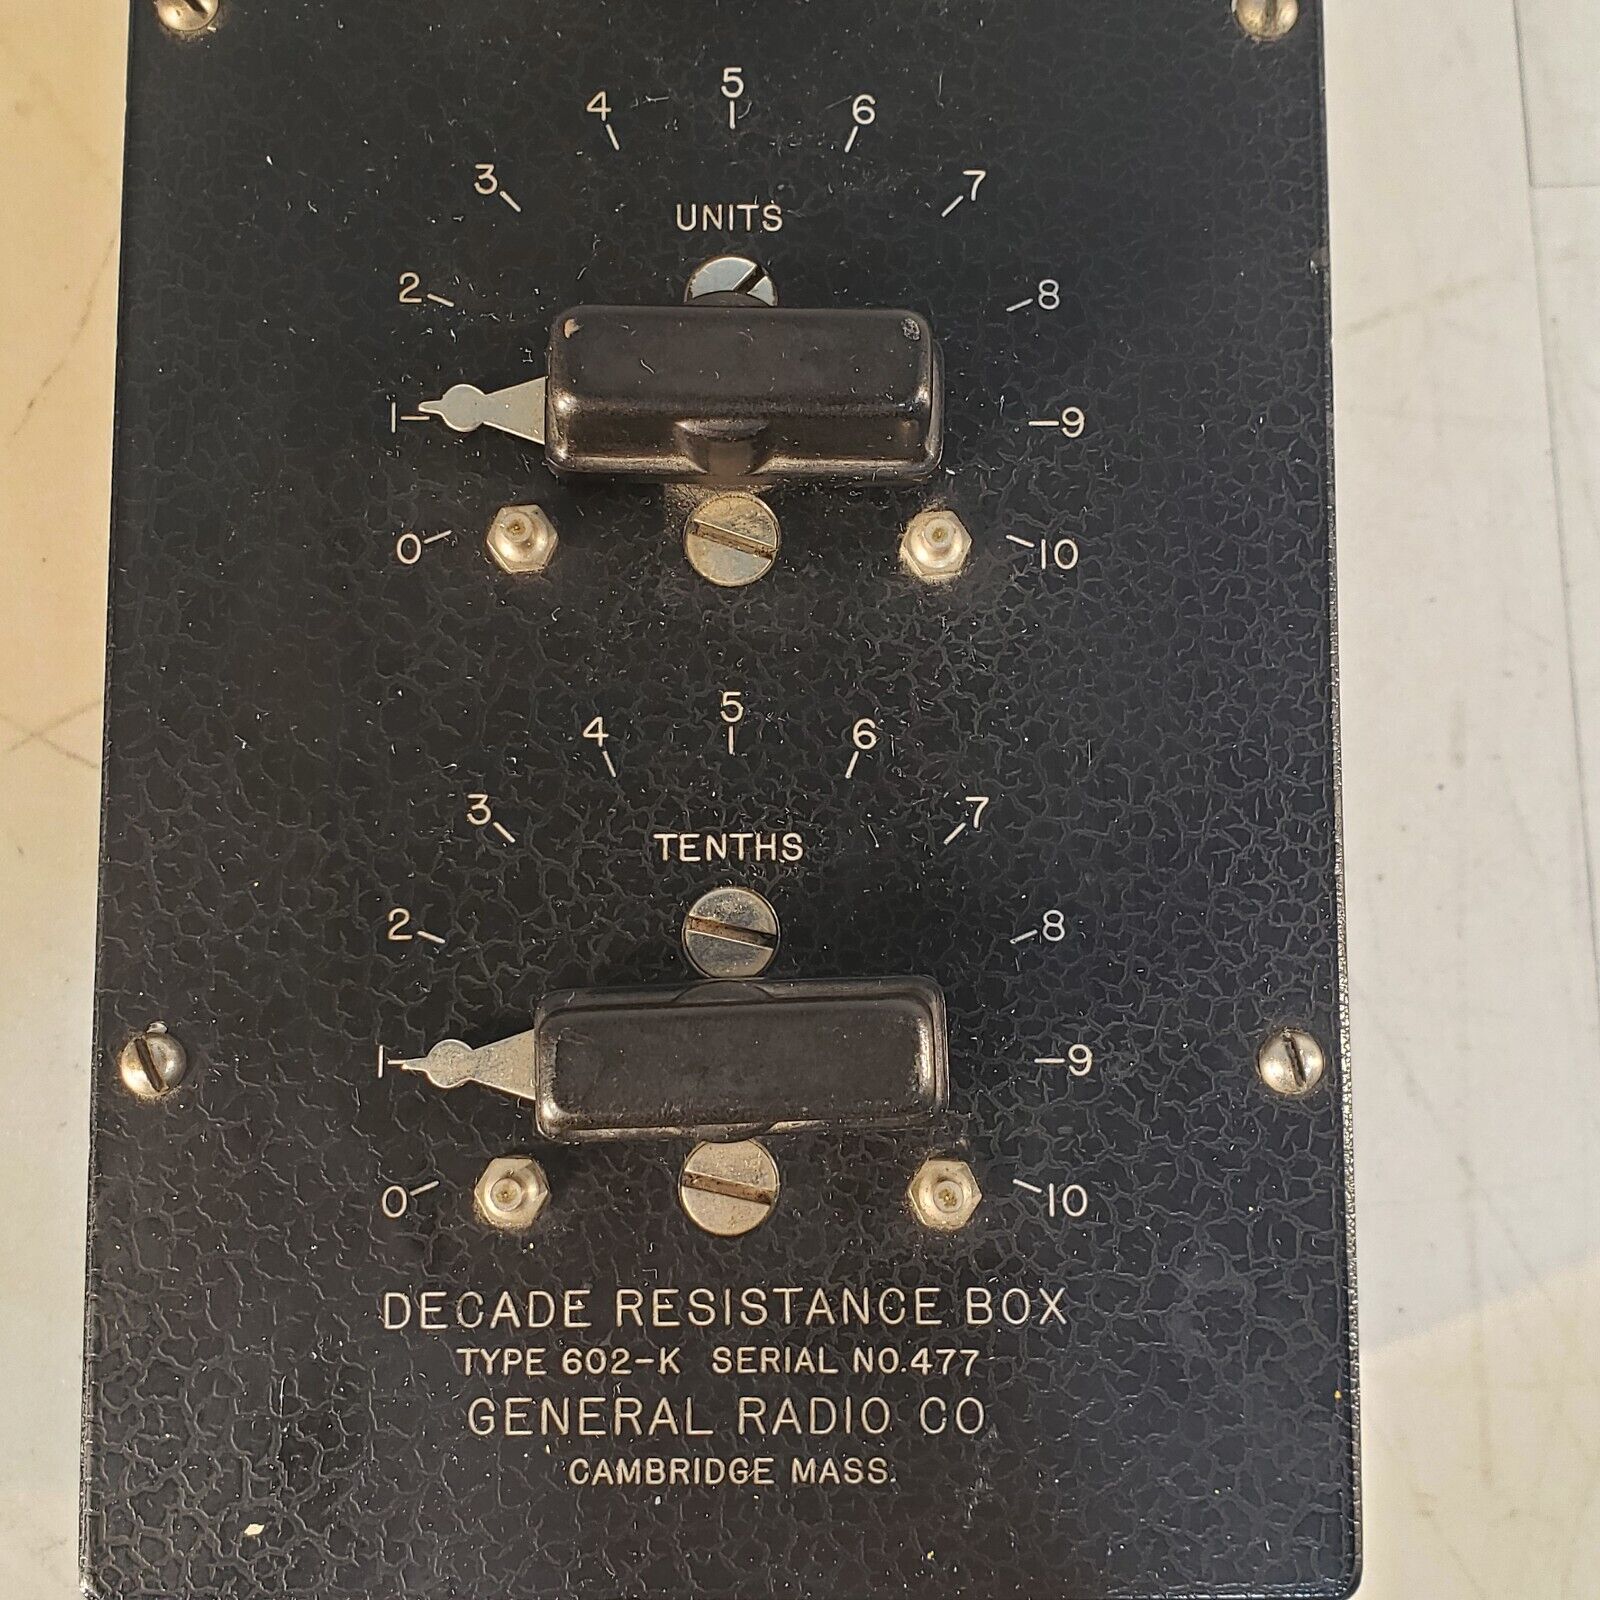 5
4 6
3 7
UNITS
2 8
1 9
0 10
5
4 6
3 7
TENTHS
2 8
1 9
0 10
DECADE RESISTANCE BOX
TYPE 602-K SERIAL NO.477
GENERAL RADIO CO
CAMBRIDGE MASS.